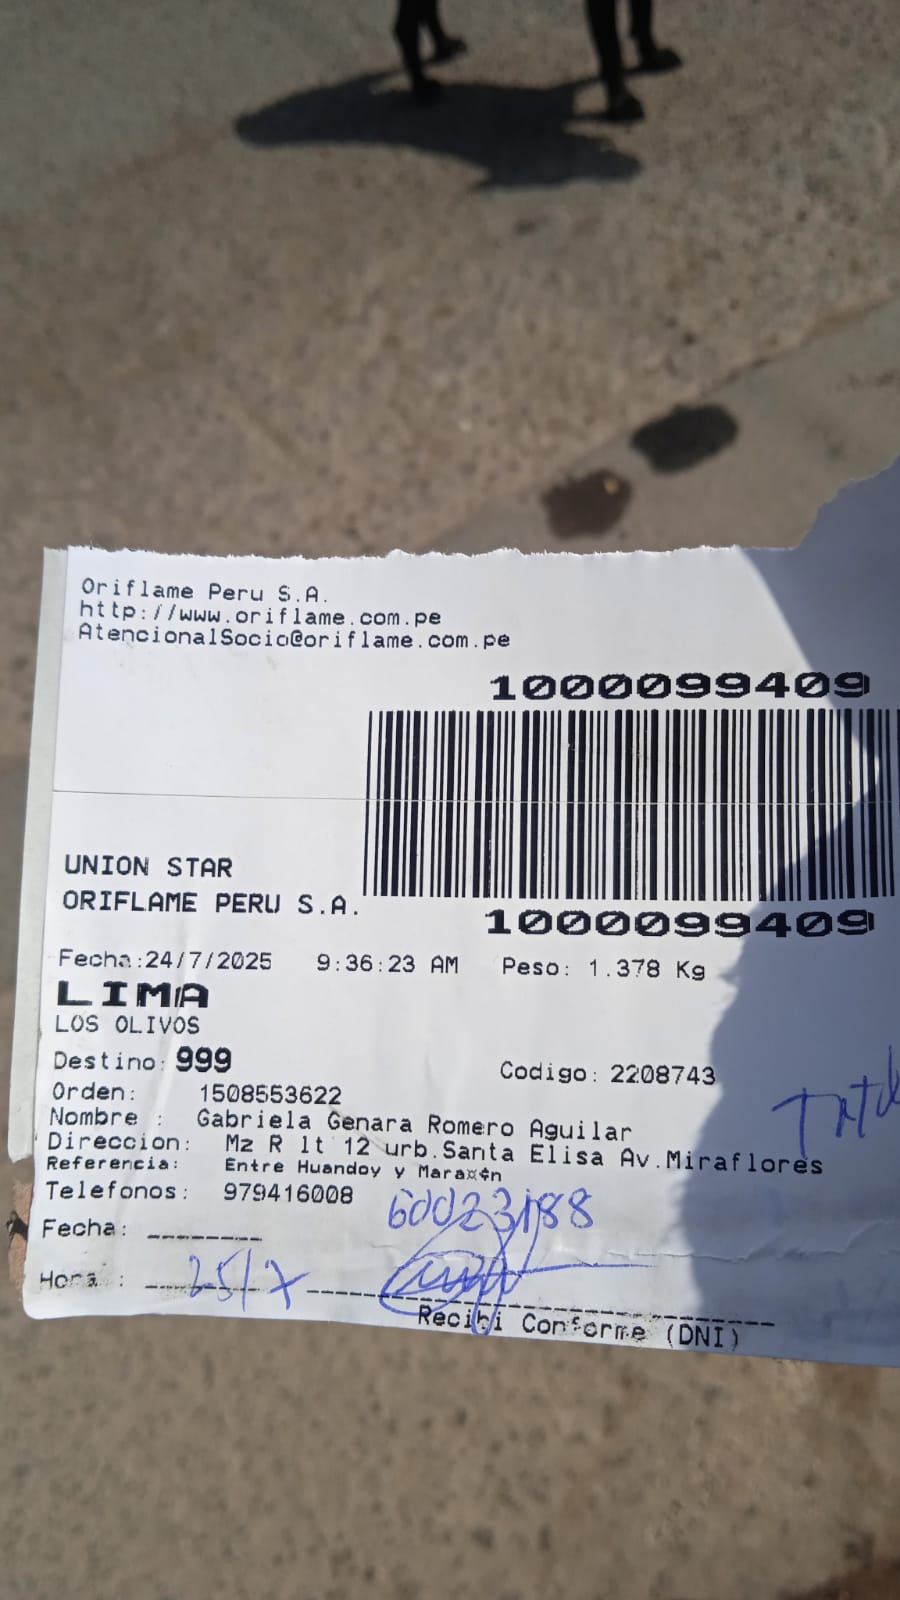 Oriflame Peru S.A.
http://www.oriflame.com.pe
AtencionalSocio@oriflame.com.pe
1000099409
UNION STAR
ORIFLAME PERU S.A.
1000099409
Fecha:24/7/2025 9:36:23 AM Peso: 1.378 Kg
LIMA
LOS OLIVOS
Destino: 999
Codigo: 2208743
Orden: 1508553622
Nombre : Gabriela Genara Romero Aguilar
Direccion: Mz R lt 12 urb.Santa Elisa Av.Miraflores
Referencia: Entre Huandoy y Mara¤$n
Telefonos: 979416008
Fecha:
Hora : 25/7
Recibi Conforme (DNI)